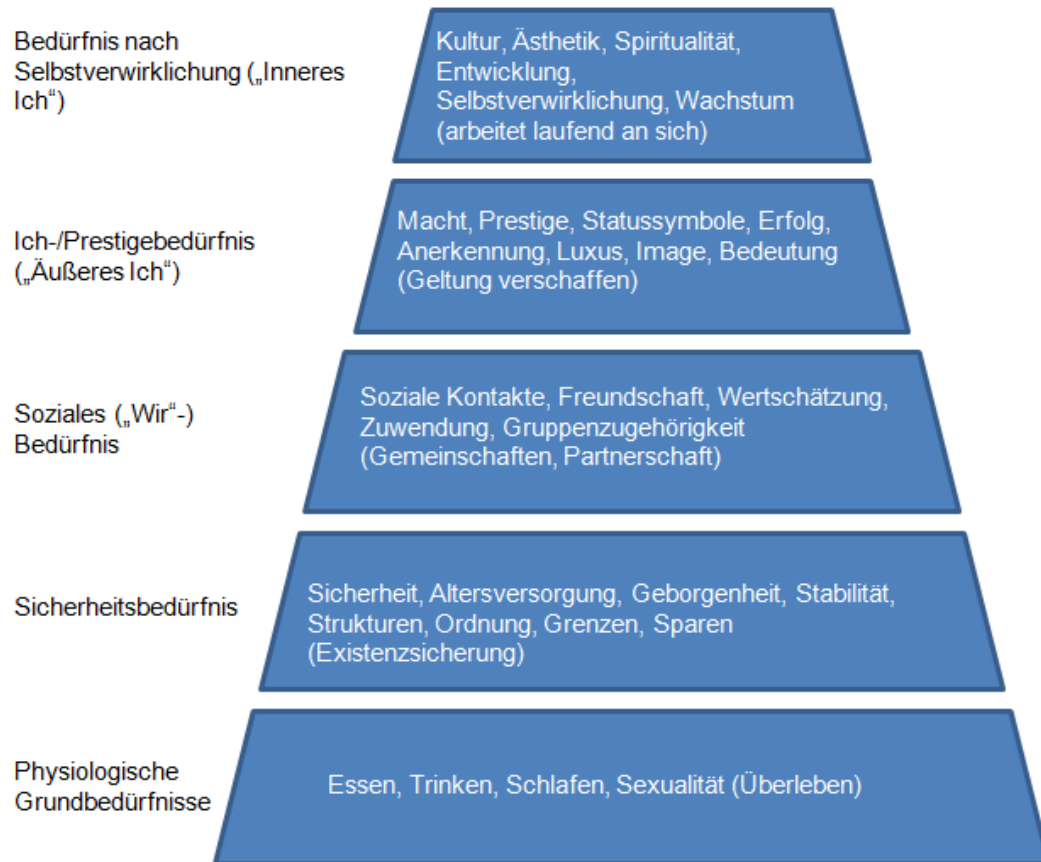 Bedürfnis nach
Selbstverwirklichung („Inneres
Ich“)
Kultur, Ästhetik, Spiritualität,
Entwicklung,
Selbstverwirklichung, Wachstum
(arbeitet laufend an sich)
Ich-/Prestigebedürfnis
(„Äußeres Ich“)
Macht, Prestige, Statussymbole, Erfolg,
Anerkennung, Luxus, Image, Bedeutung
(Geltung verschaffen)
Soziales („Wir“-)
Bedürfnis
Soziale Kontakte, Freundschaft, Wertschätzung,
Zuwendung, Gruppenzugehörigkeit
(Gemeinschaften, Partnerschaft)
Sicherheitsbedürfnis
Sicherheit, Altersversorgung, Geborgenheit, Stabilität,
Strukturen, Ordnung, Grenzen, Sparen
(Existenzsicherung)
Physiologische
Grundbedürfnisse
Essen, Trinken, Schlafen, Sexualität (Überleben)